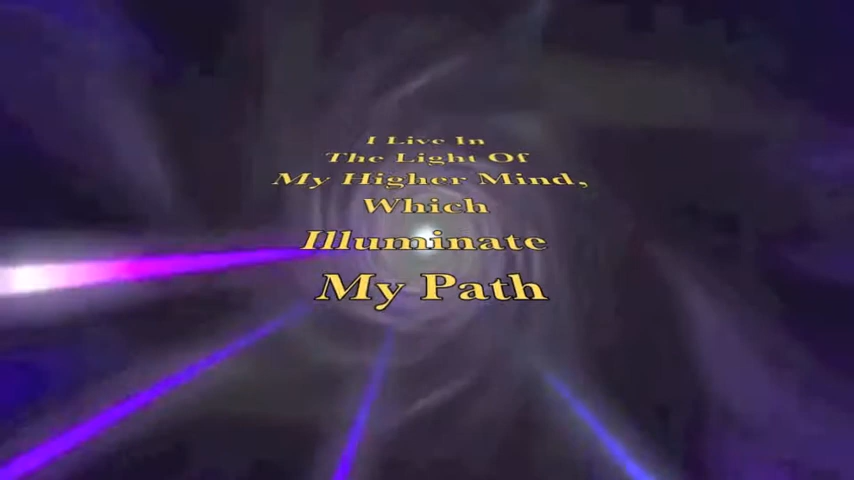 I Live In
The Light Of
My Higher Mind,
Which
Illuminate
My Path